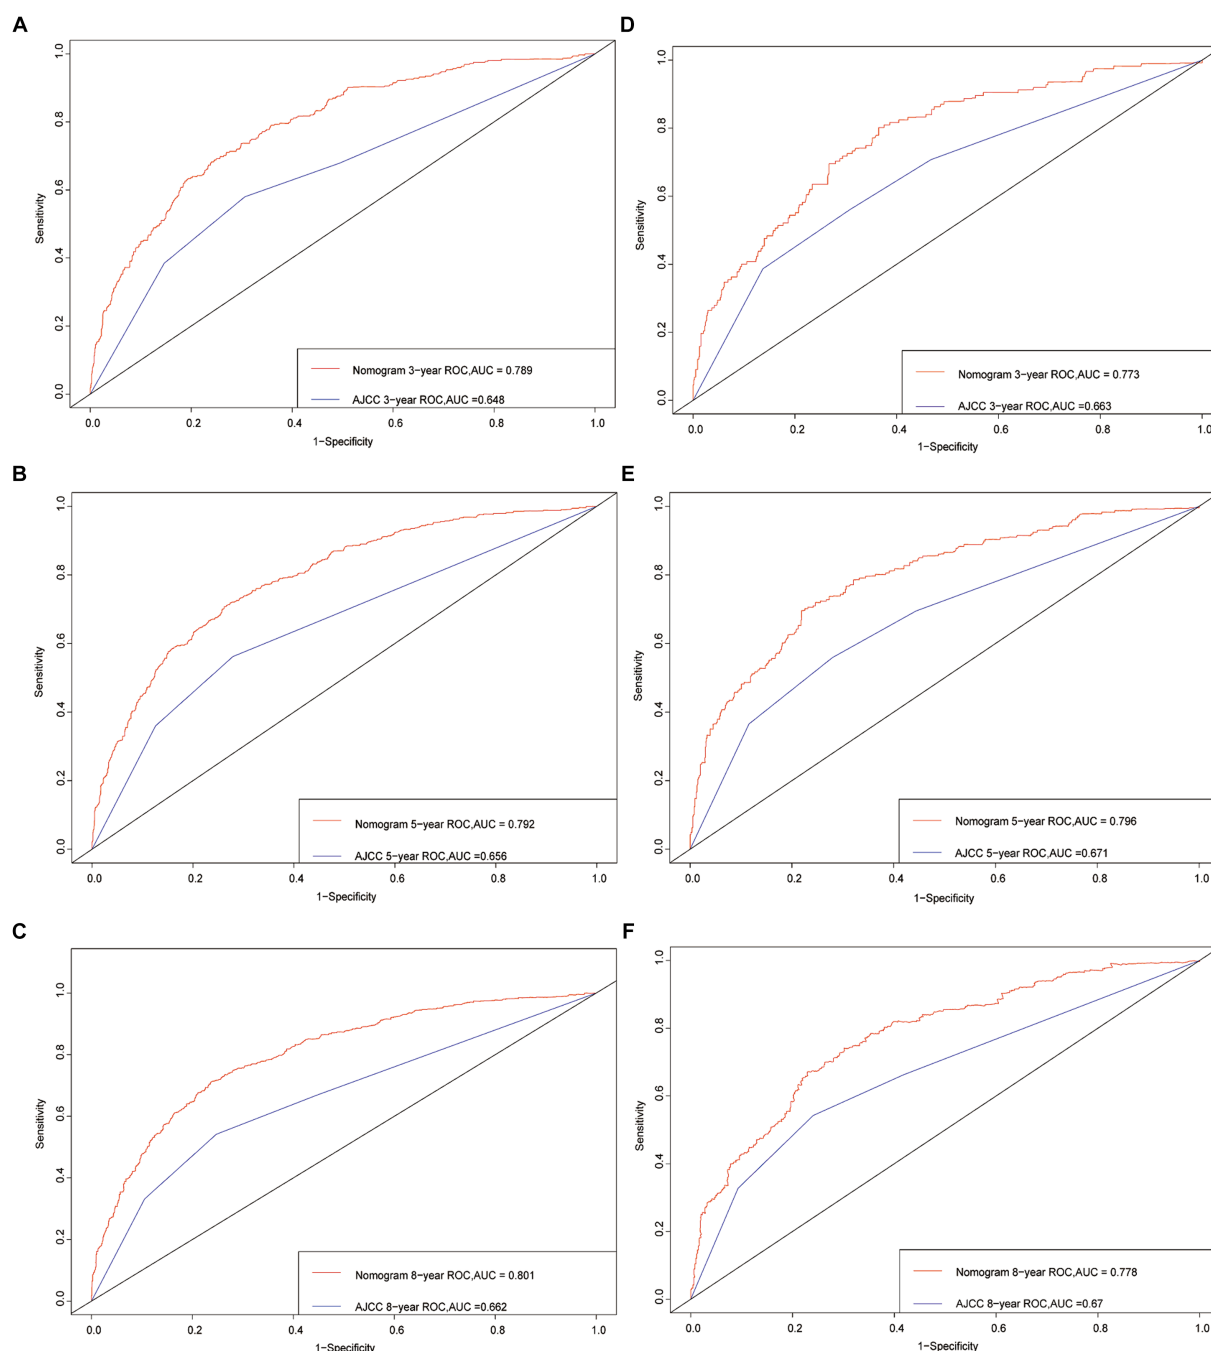 A
1.0
0.8
0.6
0.4
0.2
0.0
Sensitivity
Nomogram 3-year ROC,AUC = 0.789
AJCC 3-year ROC,AUC =0.648
0.0 0.2 0.4 0.6 0.8 1.0
1-Specificity
D
1.0
0.8
0.6
0.4
0.2
0.0
Sensitivity
Nomogram 3-year ROC,AUC = 0.773
AJCC 3-year ROC,AUC =0.663
0.0 0.2 0.4 0.6 0.8 1.0
1-Specificity
B
1.0
0.8
0.6
0.4
0.2
0.0
Sensitivity
Nomogram 5-year ROC,AUC = 0.792
AJCC 5-year ROC,AUC =0.656
0.0 0.2 0.4 0.6 0.8 1.0
1-Specificity
E
1.0
0.8
0.6
0.4
0.2
0.0
Sensitivity
Nomogram 5-year ROC,AUC = 0.796
AJCC 5-year ROC,AUC =0.671
0.0 0.2 0.4 0.6 0.8 1.0
1-Specificity
C
1.0
0.8
0.6
0.4
0.2
0.0
Sensitivity
Nomogram 8-year ROC,AUC = 0.801
AJCC 8-year ROC,AUC =0.662
0.0 0.2 0.4 0.6 0.8 1.0
1-Specificity
F
1.0
0.8
0.6
0.4
0.2
0.0
Sensitivity
Nomogram 8-year ROC,AUC = 0.778
AJCC 8-year ROC,AUC =0.67
0.0 0.2 0.4 0.6 0.8 1.0
1-Specificity